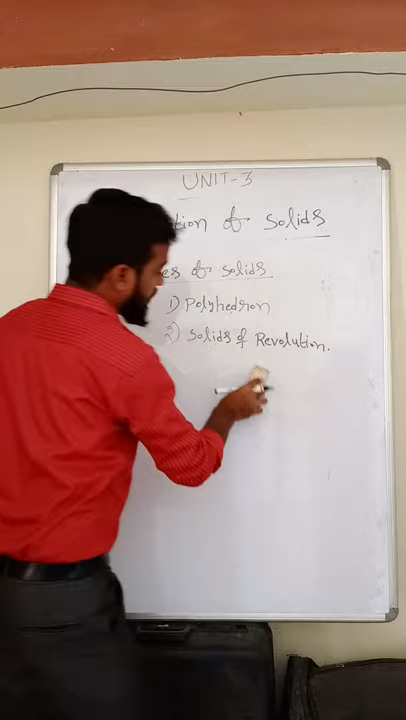 UNIT-3
tion of solids
es of solids
1) Polyhedron
2) Solids of Revolution.